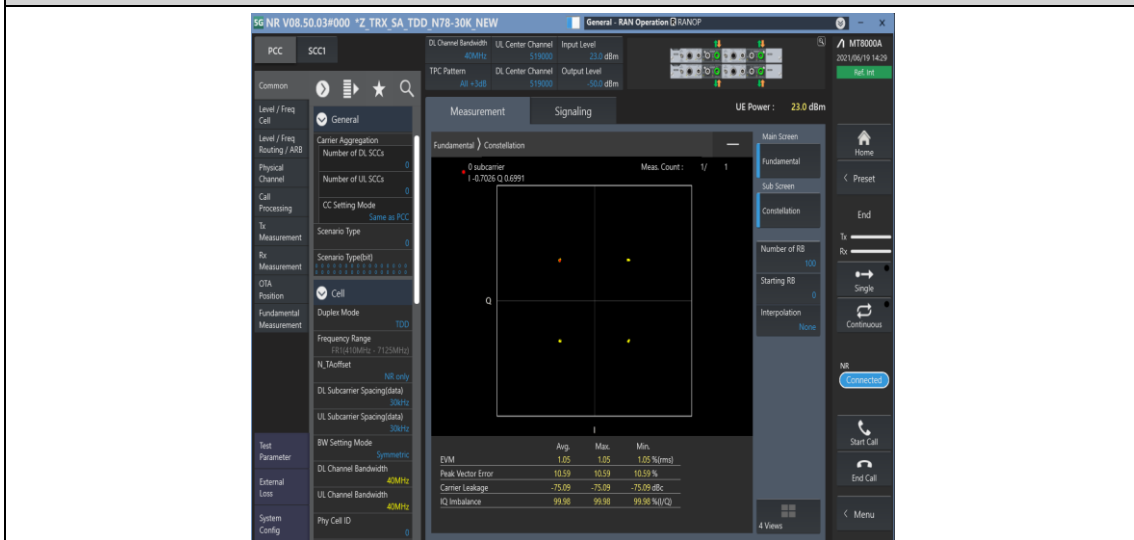 SG NR V08.50.03#000 *Z_TRX_SA_TDD_N78-30K_NEW
General - RAN Operation RANOP
PCC SCC1
DL Channel Bandwidth UL Center Channel Input Level
40MHz 519000 23.0 dBm
TPC Pattern DL Center Channel Output Level
All +3dB 519000 -50.0 dBm
MT8000A
2021/06/19 14:29
Ref. Int
Common
Level / Freq
Cell
Level / Freq
Routing / ARB
Physical
Channel
Call
Processing
Tx
Measurement
Rx
Measurement
OTA
Position
Fundamental
Measurement
Test
Parameter
External
Loss
System
Config
General
Carrier Aggregation
Number of DL SCCs
0
Number of UL SCCs
0
CC Setting Mode
Same as PCC
Scenario Type
0
Scenario Type(bit)
Cell
Duplex Mode
TDD
Frequency Range
FR1(410MHz - 7125MHz)
N_TAoffset
NR only
DL Subcarrier Spacing(data)
30kHz
UL Subcarrier Spacing(data)
30kHz
BW Setting Mode
Symmetric
DL Channel Bandwidth
40MHz
UL Channel Bandwidth
40MHz
Phy Cell ID
0
Measurement Signaling
UE Power : 23.0 dBm
Fundamental ⟩ Constellation
0 subcarrier Meas. Count : 1/ 1
I -0.7026 Q 0.6991
Q
I
Avg. Max. Min.
EVM 1.05 1.05 1.05 %(rms)
Peak Vector Error 10.59 10.59 10.59 %
Carrier Leakage -75.09 -75.09 -75.09 dBc
IQ Imbalance 99.98 99.98 99.98 %(I/Q)
Main Screen
Fundamental
Sub Screen
Constellation
Number of RB
100
Starting RB
0
Interpolation
None
4 Views
Home
< Preset
End
Tx
Rx
Single
Continuous
NR
Connected
Start Call
End Call
< Menu